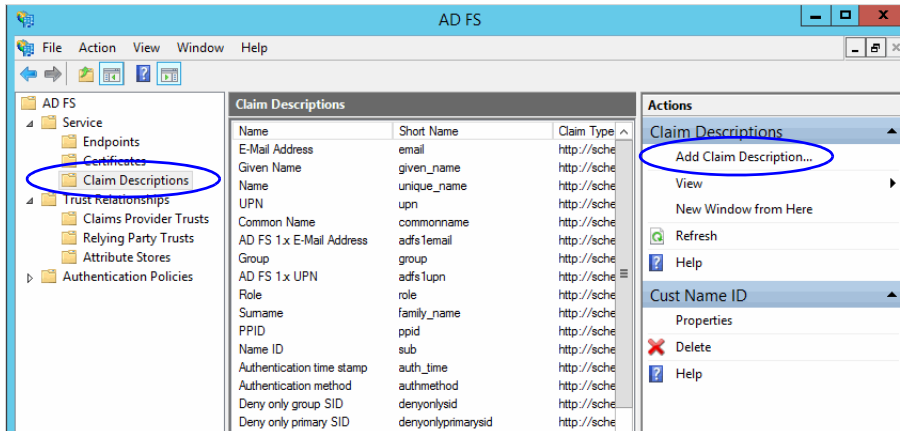 AD FS
File Action View Window Help
AD FS
Service
Endpoints
Certificates
Claim Descriptions
Trust Relationships
Claims Provider Trusts
Relying Party Trusts
Attribute Stores
Authentication Policies
Claim Descriptions
Name Short Name Claim Type
E-Mail Address email http://sche
Given Name given_name http://sche
Name unique_name http://sche
UPN upn http://sche
Common Name commonname http://sche
AD FS 1.x E-Mail Address adfs1email http://sche
Group group http://sche
AD FS 1.x UPN adfs1upn http://sche
Role role http://sche
Surname family_name http://sche
PPID ppid http://sche
Name ID sub http://sche
Authentication time stamp auth_time http://sche
Authentication method authmethod http://sche
Deny only group SID denyonlysid http://sche
Deny only primary SID denyonlyprimarysid http://sche
Actions
Claim Descriptions
Add Claim Description...
View
New Window from Here
Refresh
Help
Cust Name ID
Properties
Delete
Help